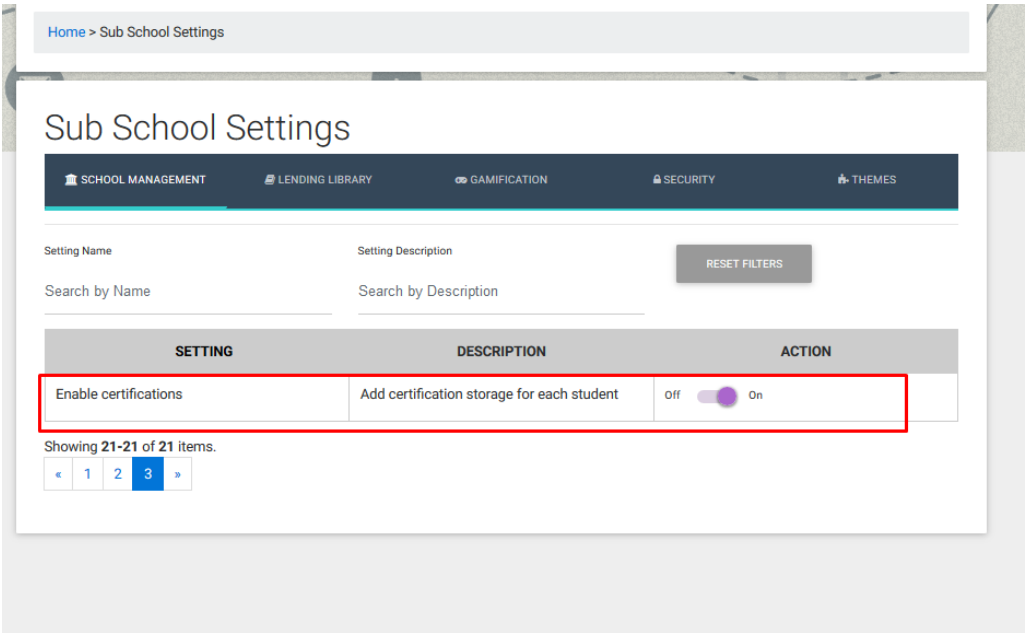 Home > Sub School Settings
Sub School Settings
SCHOOL MANAGEMENT LENDING LIBRARY GAMIFICATION SECURITY THEMES
Setting Name Setting Description
RESET FILTERS
Search by Name Search by Description
SETTING DESCRIPTION ACTION
Enable certifications Add certification storage for each student Off On
Showing 21-21 of 21 items.
« 1 2 3 »